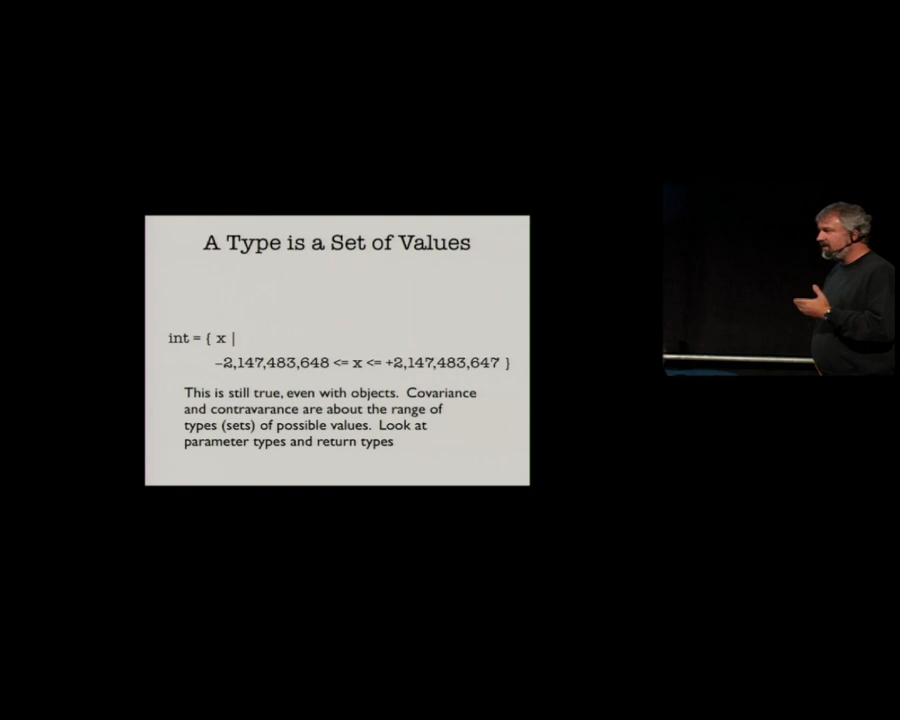 A Type is a Set of Values
int = { x |
–2,147,483,648 <= x <= +2,147,483,647 }
This is still true, even with objects. Covariance
and contravarance are about the range of
types (sets) of possible values. Look at
parameter types and return types